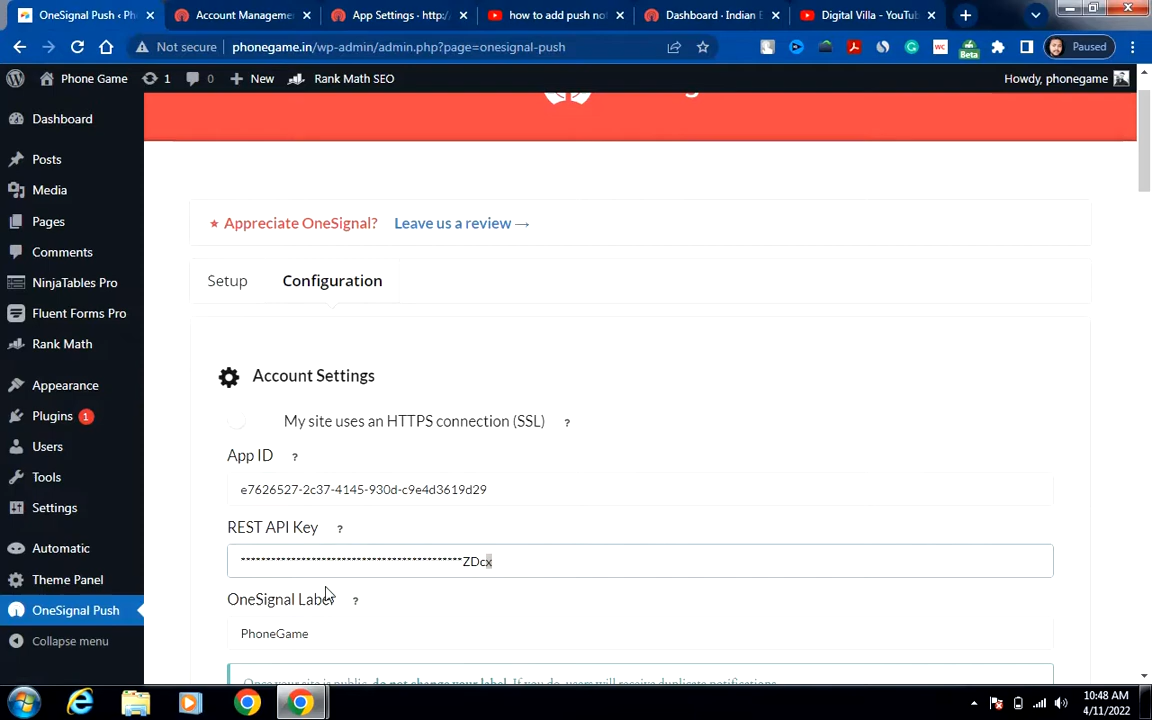 OneSignal Push ‹ P
Account Manageme
App Settings · http:/
how to add push no
Dashboard · Indian E
Digital Villa - YouTu
Not secure
phonegame.in/wp-admin/admin.php?page=onesignal-push
WC
Beta
Paused
Phone Game
1
0
New
Rank Math SEO
Howdy, phonegame
Dashboard
Posts
Media
Pages
Comments
NinjaTables Pro
Fluent Forms Pro
Rank Math
Appearance
Plugins 1
Users
Tools
Settings
Automatic
Theme Panel
OneSignal Push
Collapse menu
Appreciate OneSignal?
Leave us a review →
Setup
Configuration
Account Settings
My site uses an HTTPS connection (SSL) ?
App ID ?
e7626527-2c37-4145-930d-c9e4d3619d29
REST API Key ?
********************************************ZDcx
OneSignal Label ?
PhoneGame
Once your site is public, do not change your label. If you do, users will receive duplicate notifications.
10:48 AM
4/11/2022